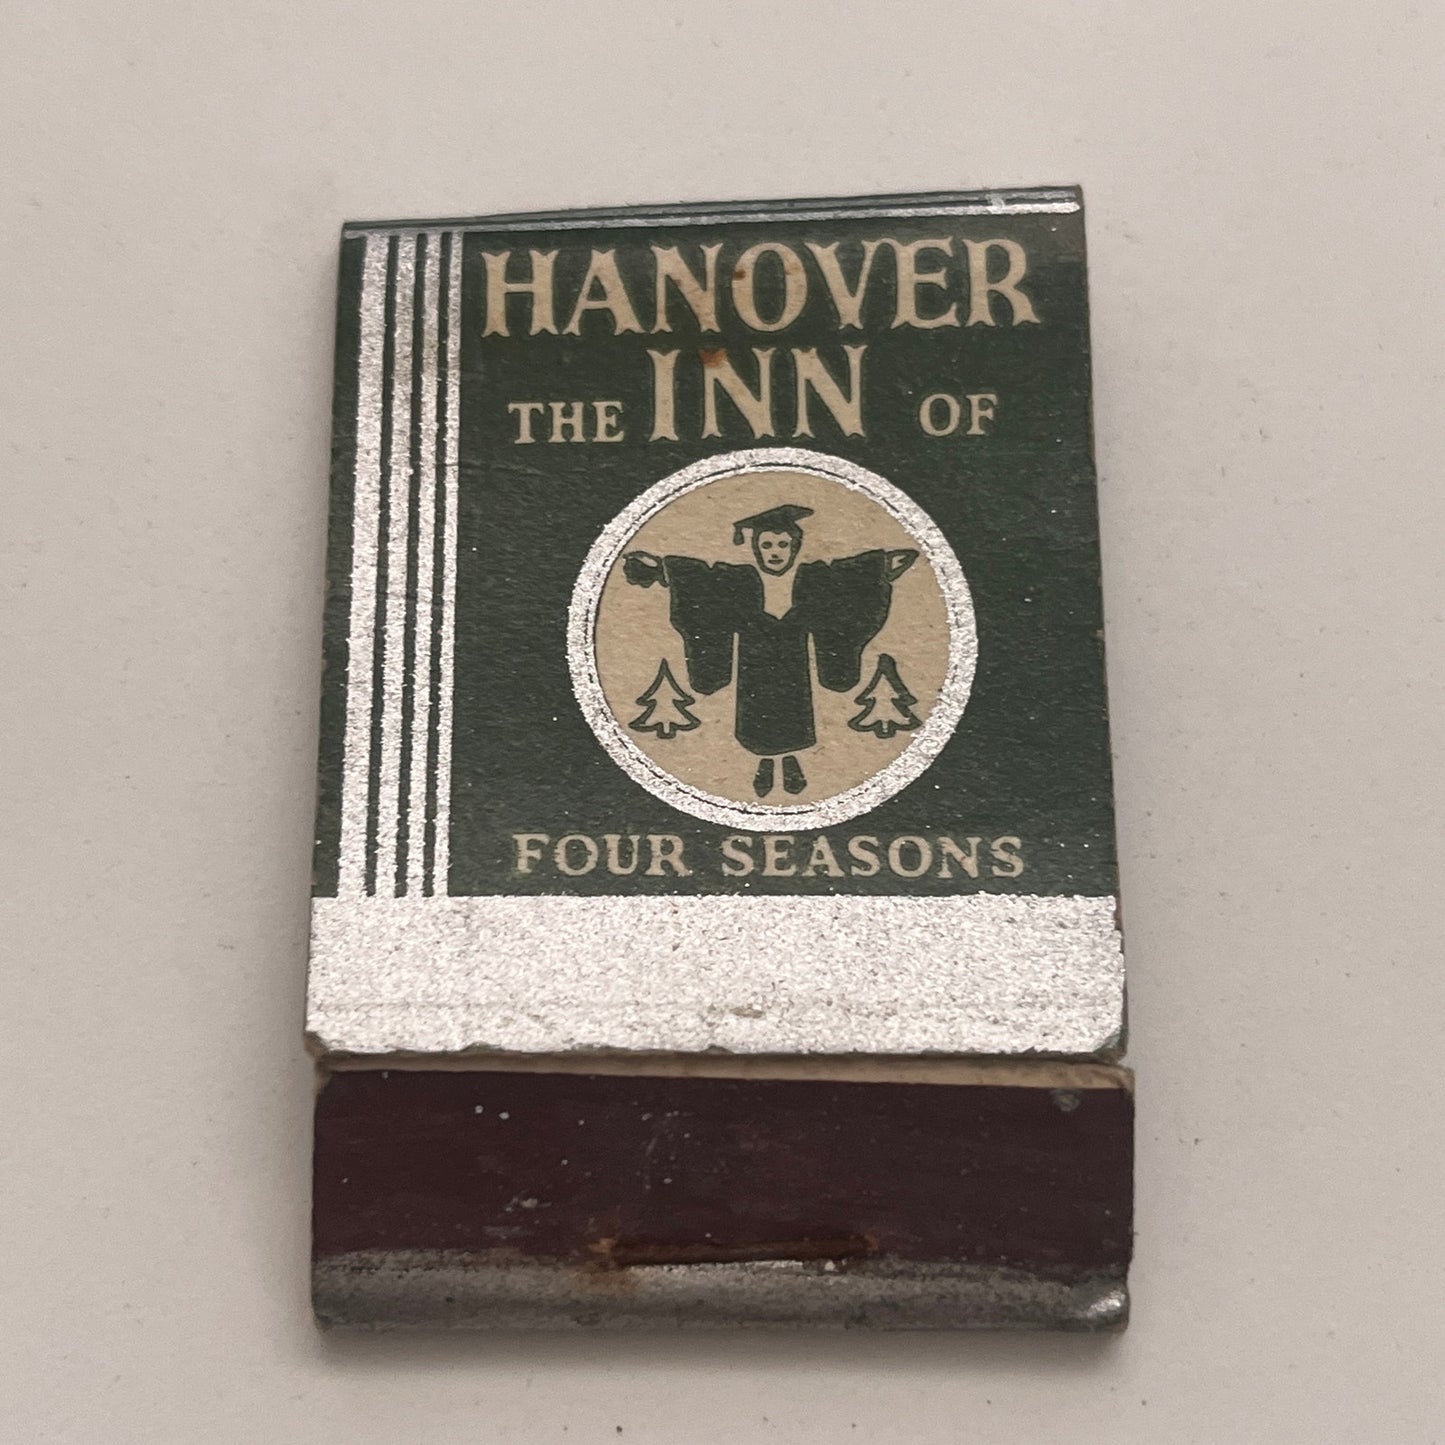 HANOVER
THE INN OF
FOUR SEASONS